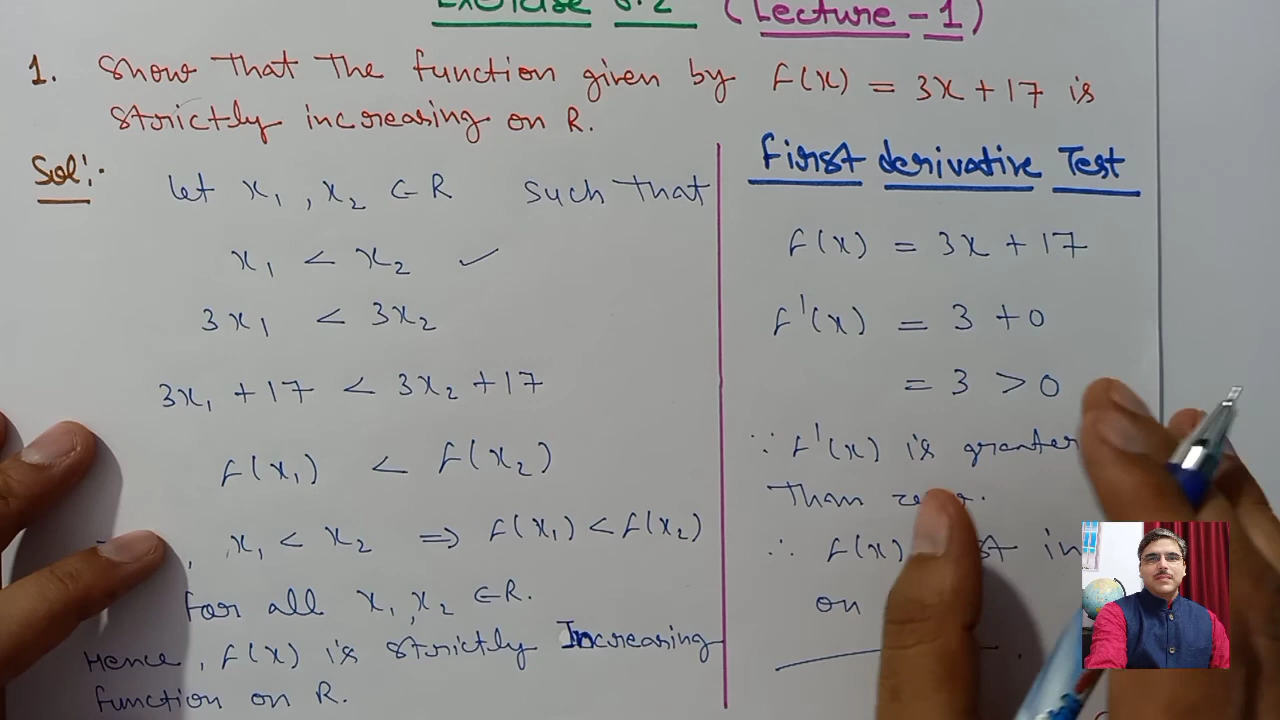 Exercise 6.2 (Lecture-1)
1. Show that the function given by f(x) = 3x+17 is
strictly increasing on R.
Sol:-
let x₁, x₂ ∈ R such that
x₁ < x₂ ✓
3x₁ < 3x₂
3x₁ + 17 < 3x₂ + 17
f(x₁) < f(x₂)
, x₁ < x₂ ⇒ f(x₁) < f(x₂)
for all x₁, x₂ ∈ R.
Hence, f(x) is strictly Increasing
function on R.
First derivative Test
f(x) = 3x + 17
f'(x) = 3 + 0
= 3 > 0
∵ f'(x) is greater
than
∴ f(x)
on